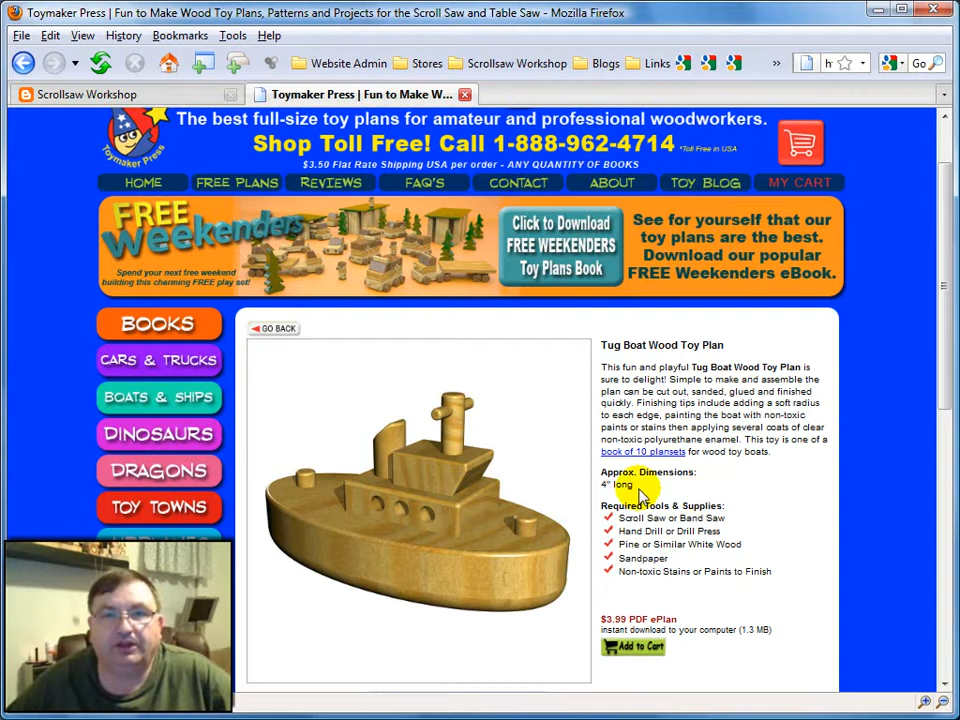 Toymaker Press | Fun to Make Wood Toy Plans, Patterns and Projects for the Scroll Saw and Table Saw - Mozilla Firefox
File Edit View History Bookmarks Tools Help
Website Admin Stores Scrollsaw Workshop Blogs Links » Go
Scrollsaw Workshop Toymaker Press | Fun to Make W...
The best full-size toy plans for amateur and professional woodworkers.
Shop Toll Free! Call 1-888-962-4714 *Toll Free in USA
$3.50 Flat Rate Shipping USA per order - ANY QUANTITY OF BOOKS
Toymaker Press
HOME FREE PLANS REVIEWS FAQ'S CONTACT ABOUT TOY BLOG MY CART
FREE
weekenders
Spend your next free weekend
building this charming FREE play set!
Click to Download
FREE WEEKENDERS
Toy Plans Book
See for yourself that our
toy plans are the best.
Download our popular
FREE Weekenders eBook.
BOOKS
CARS & TRUCKS
BOATS & SHIPS
DINOSAURS
DRAGONS
TOY TOWNS
GO BACK
Tug Boat Wood Toy Plan
This fun and playful Tug Boat Wood Toy Plan is
sure to delight! Simple to make and assemble the
plan can be cut out, sanded, glued and finished
quickly. Finishing tips include adding a soft radius
to each edge, painting the boat with non-toxic
paints or stains then applying several coats of clear
non-toxic polyurethane enamel. This toy is one of a
book of 10 plansets for wood toy boats.
Approx. Dimensions:
4" long
Required Tools & Supplies:
Scroll Saw or Band Saw
Hand Drill or Drill Press
Pine or Similar White Wood
Sandpaper
Non-toxic Stains or Paints to Finish
$3.99 PDF ePlan
instant download to your computer (1.3 MB)
Add to Cart